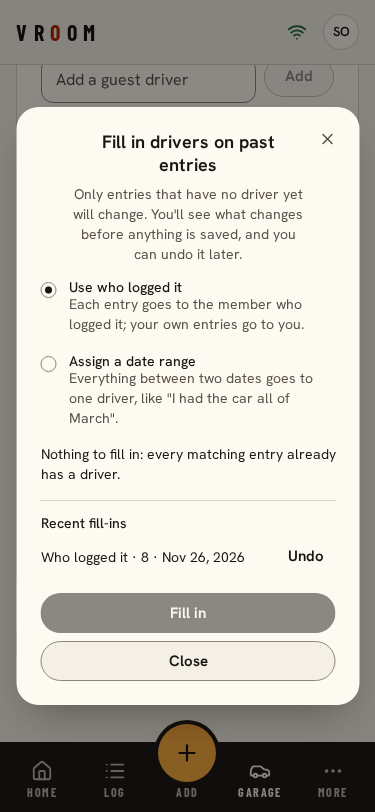 VROOM
SO
Add a guest driver
Add
Fill in drivers on past
entries
Only entries that have no driver yet
will change. You'll see what changes
before anything is saved, and you
can undo it later.
Use who logged it
Each entry goes to the member who
logged it; your own entries go to you.
Assign a date range
Everything between two dates goes to
one driver, like "I had the car all of
March".
Nothing to fill in: every matching entry already
has a driver.
Recent fill-ins
Who logged it · 8 · Nov 26, 2026
Undo
Fill in
Close
HOME
LOG
ADD
GARAGE
MORE